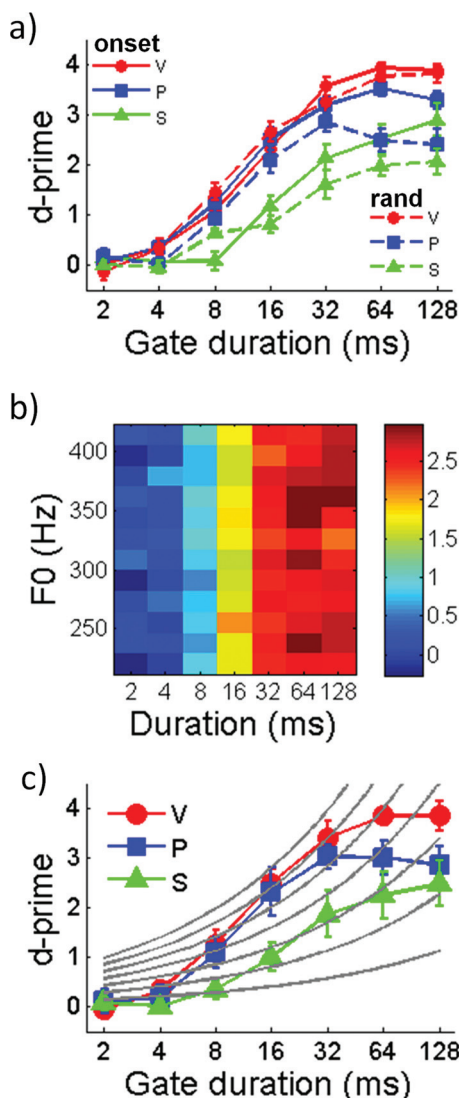 a)
onset
V
P
S
4
3
2
1
0
d-prime
rand
V
P
S
2 4 8 16 32 64 128
Gate duration (ms)
b)
400
350
300
250
F0 (Hz)
2.5
2
1.5
1
0.5
0
2 4 8 16 32 64 128
Duration (ms)
c)
V
P
S
4
3
2
1
0
d-prime
2 4 8 16 32 64 128
Gate duration (ms)